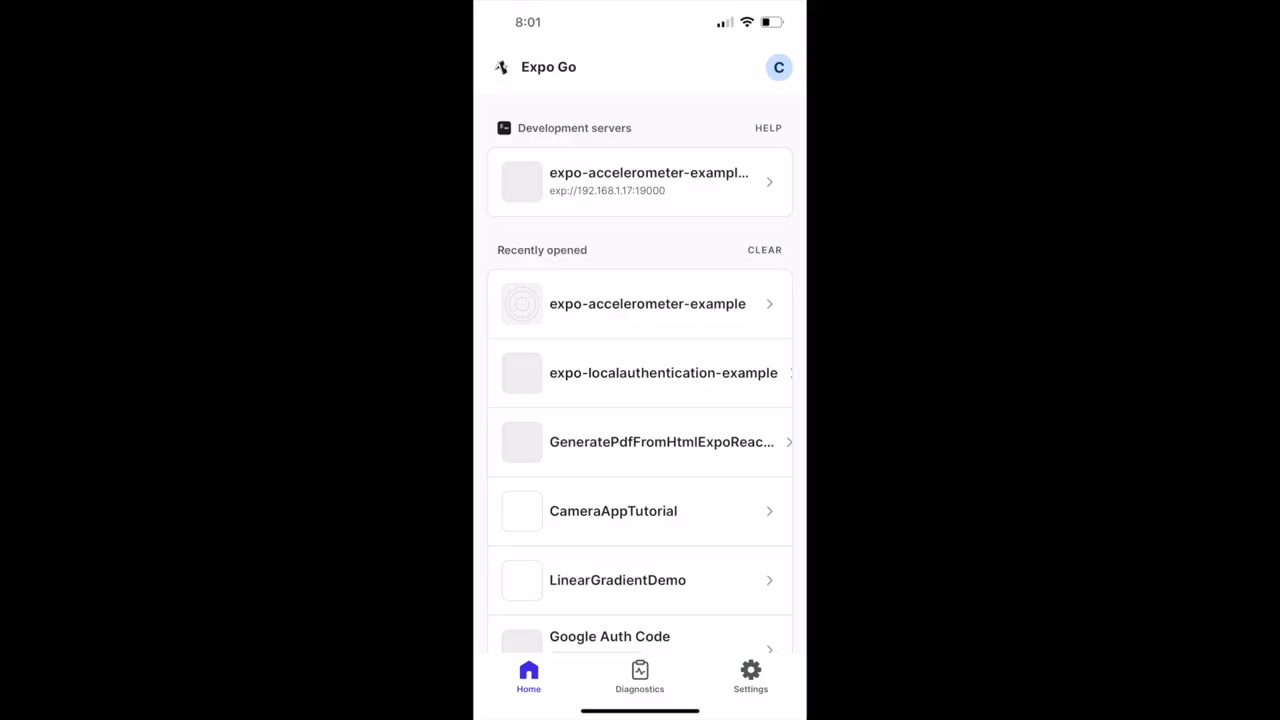 8:01
Expo Go
C
Development servers
HELP
expo-accelerometer-exampl...
exp://192.168.1.17:19000
Recently opened
CLEAR
expo-accelerometer-example
expo-localauthentication-example
GeneratePdfFromHtmlExpoReac...
CameraAppTutorial
LinearGradientDemo
Google Auth Code
Home
Diagnostics
Settings